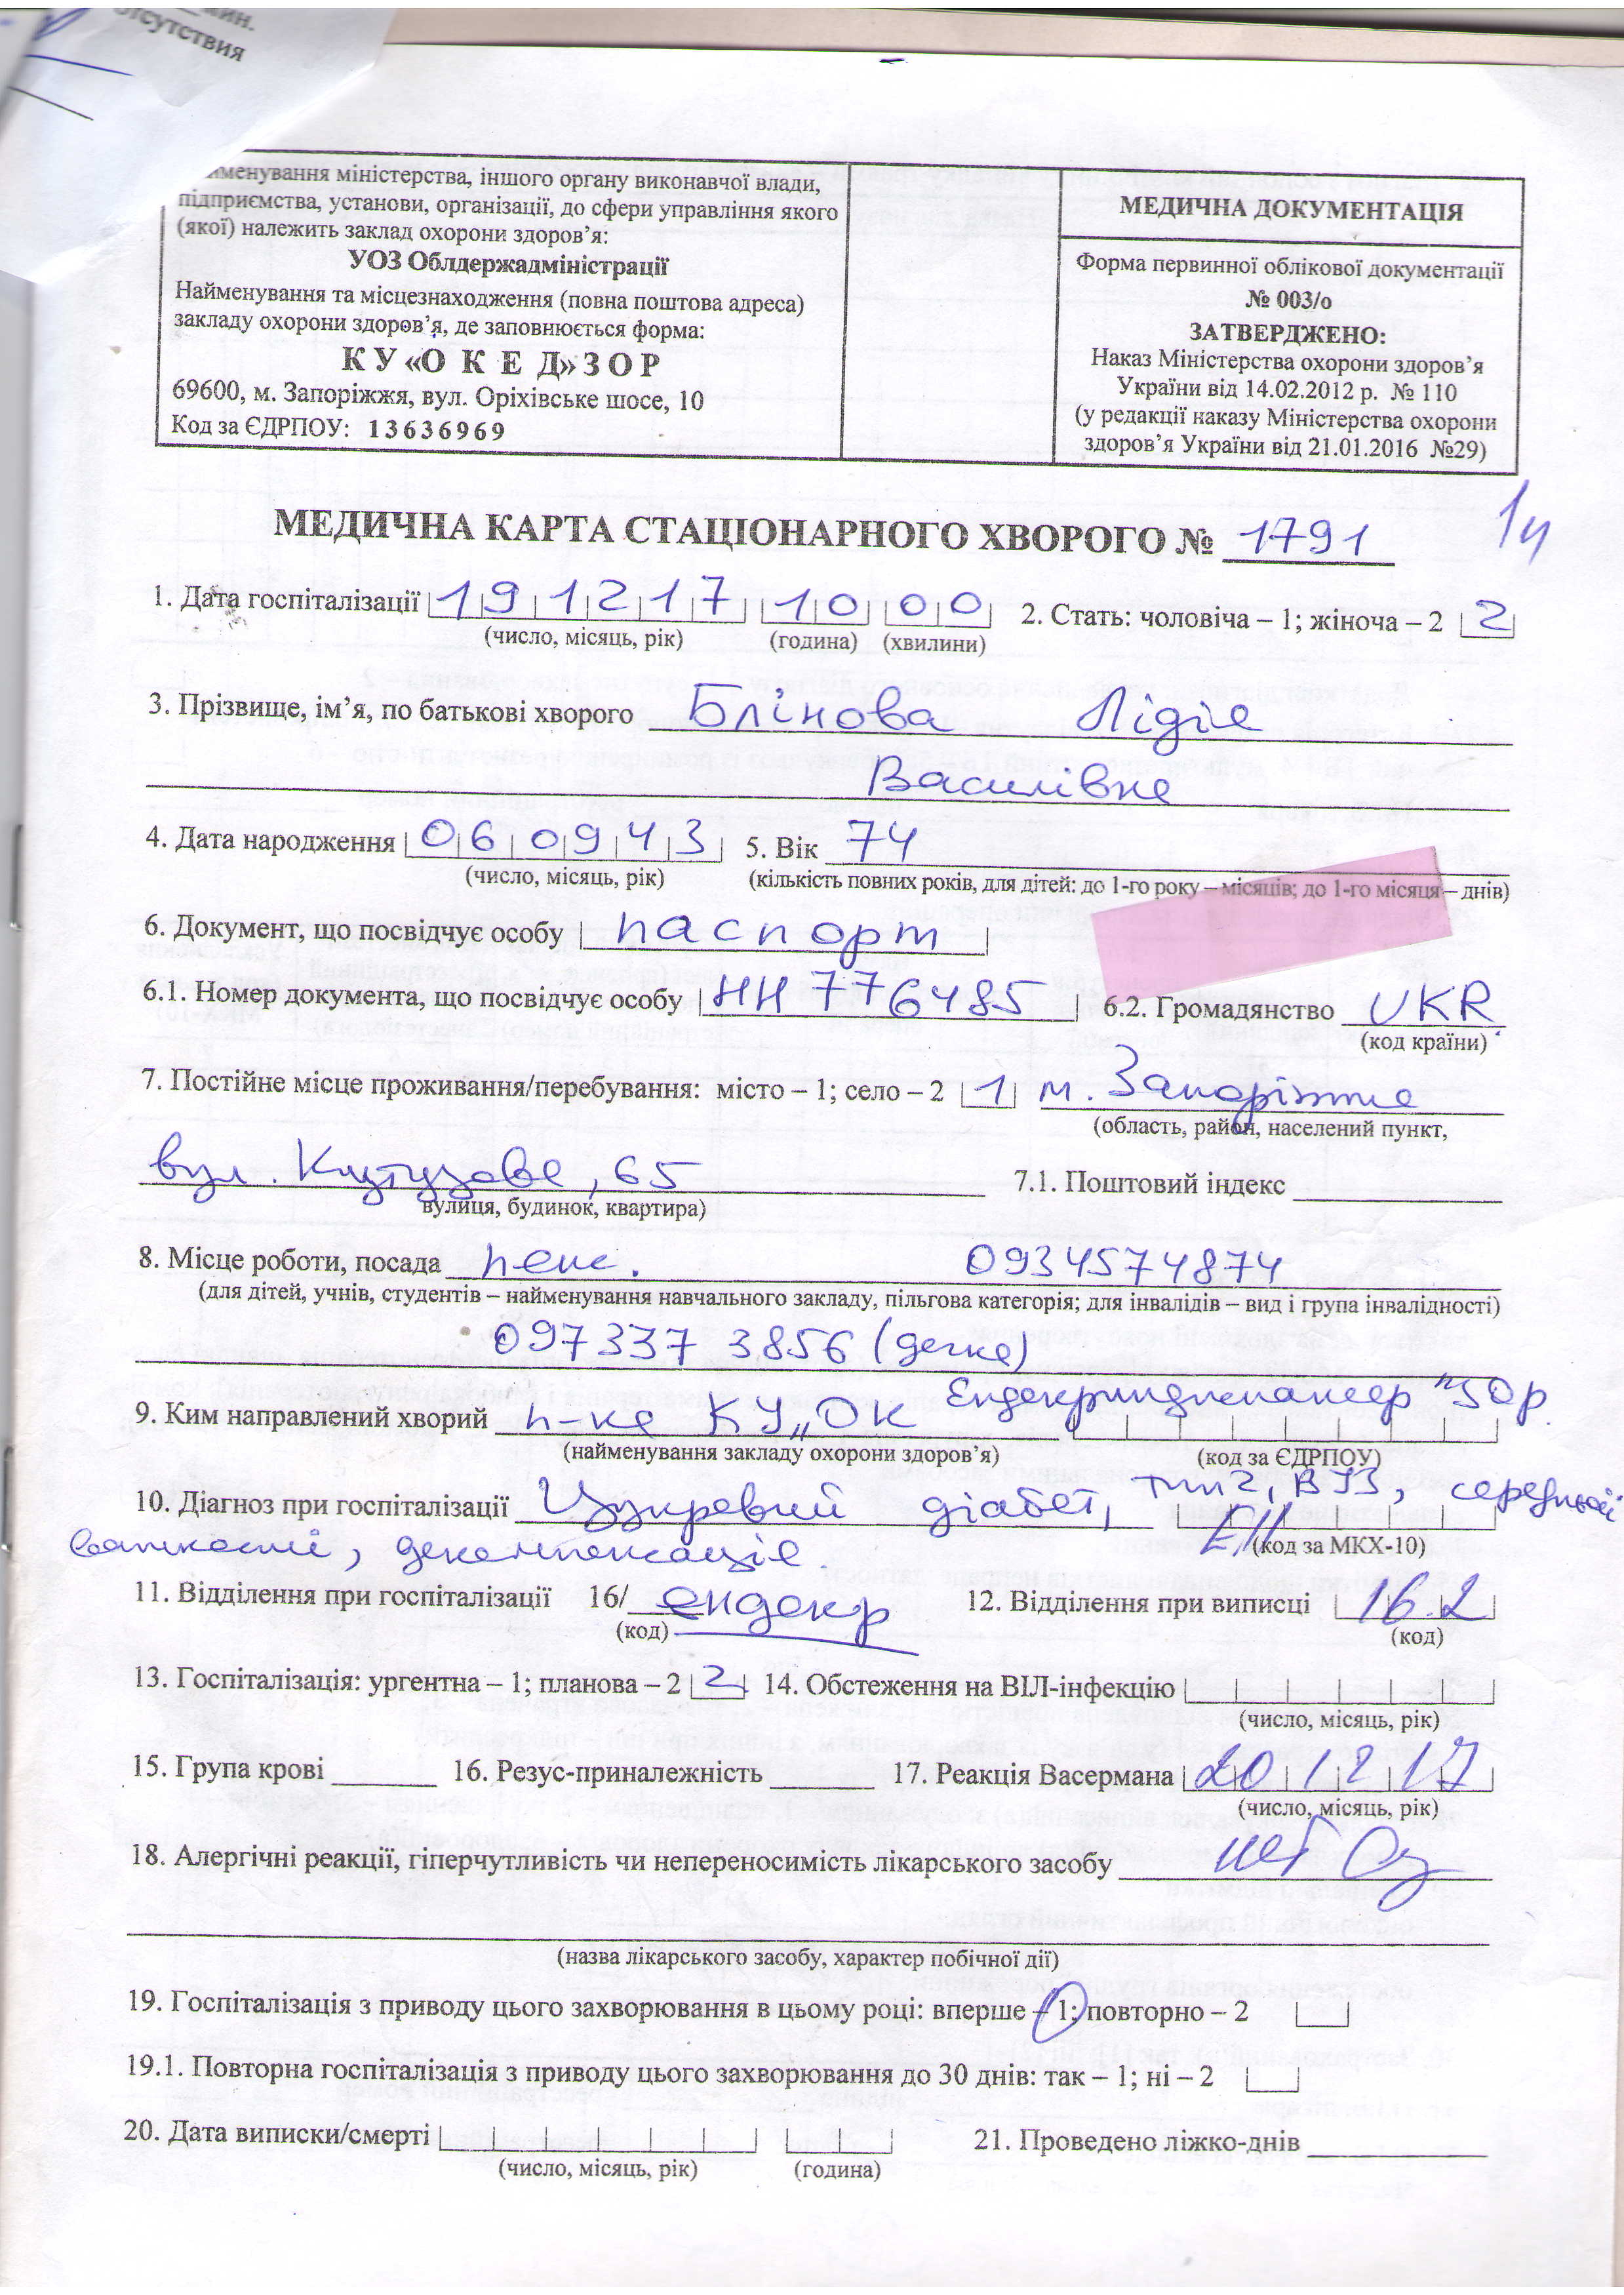 мин.
отсутствия
йменування міністерства, іншого органу виконавчої влади,
підприємства, установи, організації, до сфери управління якого
(якої) належить заклад охорони здоров’я:
УОЗ Облдержадміністрації
Найменування та місцезнаходження (повна поштова адреса)
закладу охорони здоров’я, де заповнюється форма:
К У «О К Е Д» З О Р
69600, м. Запоріжжя, вул. Оріхівське шосе, 10
Код за ЄДРПОУ: 1 3 6 3 6 9 6 9
МЕДИЧНА ДОКУМЕНТАЦІЯ
Форма первинної облікової документації
№ 003/о
ЗАТВЕРДЖЕНО:
Наказ Міністерства охорони здоров’я
України від 14.02.2012 р. № 110
(у редакції наказу Міністерства охорони
здоров’я України від 21.01.2016 №29)
МЕДИЧНА КАРТА СТАЦІОНАРНОГО ХВОРОГО № 1791
1. Дата госпіталізації 19 12 17 10 00 2. Стать: чоловіча – 1; жіноча – 2 2
(число, місяць, рік) (година) (хвилини)
3. Прізвище, ім’я, по батькові хворого Блінова Лідія
Василівна
4. Дата народження 06 09 43 5. Вік 74
(число, місяць, рік) (кількість повних років, для дітей: до 1-го року – місяців; до 1-го місяця – днів)
6. Документ, що посвідчує особу паспорт
6.1. Номер документа, що посвідчує особу НН 776485 6.2. Громадянство UKR
(код країни)
7. Постійне місце проживання/перебування: місто – 1; село – 2 1 м. Запоріжжя
(область, район, населений пункт,
вул. Кутузова, 65 7.1. Поштовий індекс
вулиця, будинок, квартира)
8. Місце роботи, посада пенс. 0934574874
(для дітей, учнів, студентів – найменування навчального закладу, пільгова категорія; для інвалідів – вид і група інвалідності)
097337 3856 (дочка)
9. Ким направлений хворий п-ка КУ „ОК Ендокриндиспансер" ЗОР
(найменування закладу охорони здоров’я) (код за ЄДРПОУ)
10. Діагноз при госпіталізації Цукровий діабет, тип 2, ВУЗ, середньої
E11 (код за МКХ-10)
важкості, декомпенсація.
11. Відділення при госпіталізації 16/ ендокр 12. Відділення при виписці 16.2
(код) (код)
13. Госпіталізація: ургентна – 1; планова – 2 2 14. Обстеження на ВІЛ-інфекцію
(число, місяць, рік)
15. Група крові 16. Резус-приналежність 17. Реакція Васермана 20 12 17
(число, місяць, рік)
18. Алергічні реакції, гіперчутливість чи непереносимість лікарського засобу нет
(назва лікарського засобу, характер побічної дії)
19. Госпіталізація з приводу цього захворювання в цьому році: вперше – 1; повторно – 2
19.1. Повторна госпіталізація з приводу цього захворювання до 30 днів: так – 1; ні – 2
20. Дата виписки/смерті 21. Проведено ліжко-днів
(число, місяць, рік) (година)